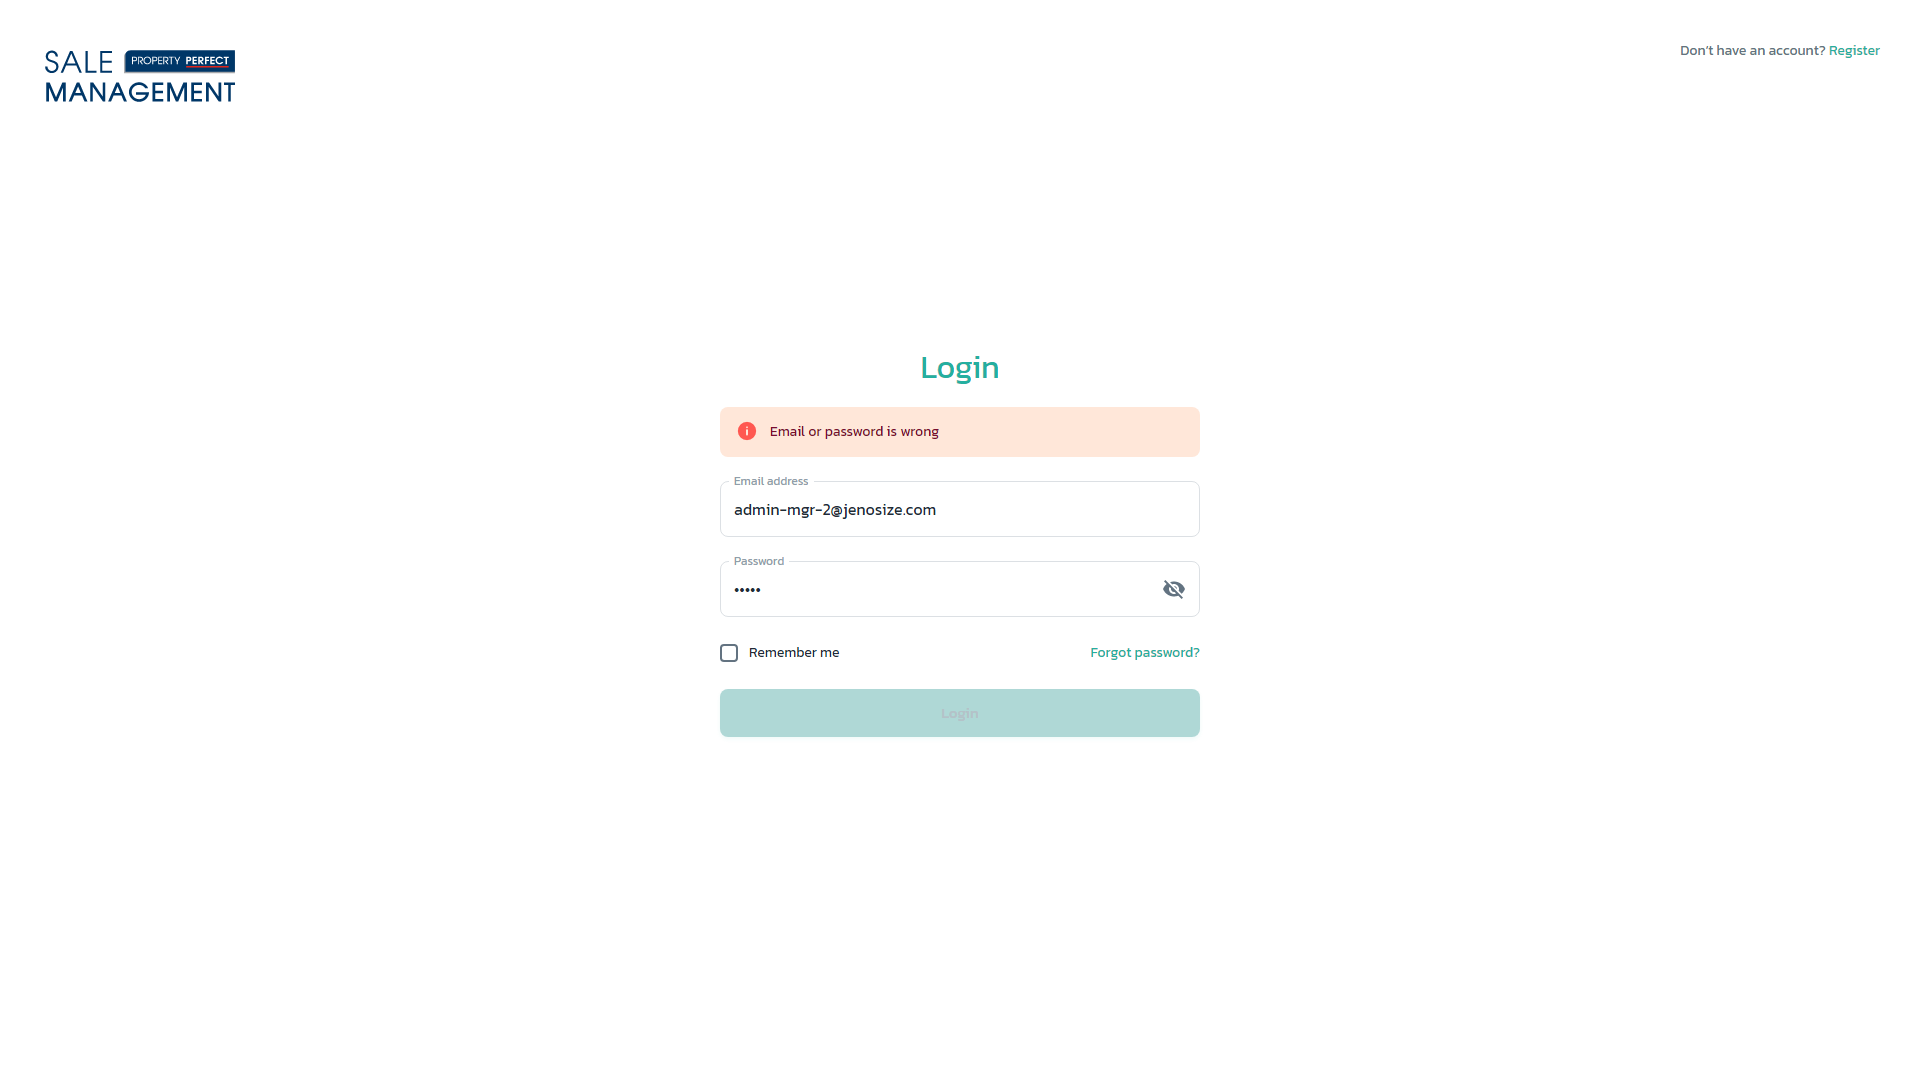 SALE PROPERTY PERFECT
MANAGEMENT
Don't have an account? Register
Login
Email or password is wrong
Email address
admin-mgr-2@jenosize.com
Password
•••••
Remember me
Forgot password?
Login